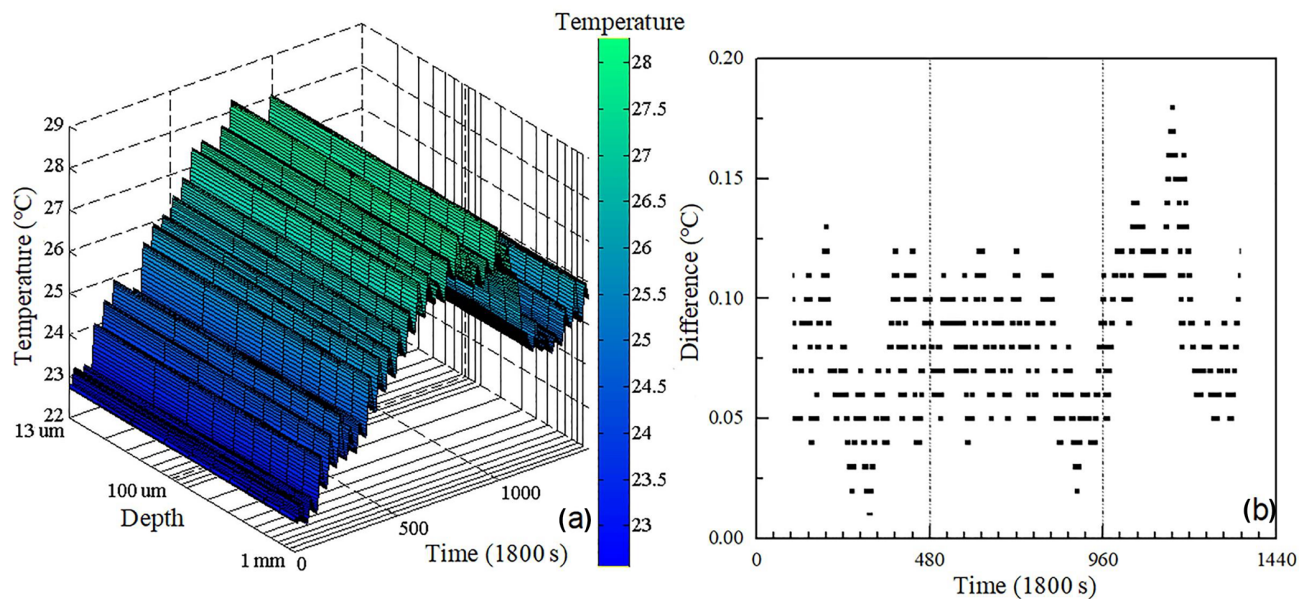 Temperature
28
27.5
27
26.5
26
25.5
25
24.5
24
23.5
23
Temperature (°C)
29
28
27
26
25
24
23
22
13 um
100 um
1 mm
Depth
0
500
1000
Time (1800 s)
(a)
Difference (°C)
0.20
0.15
0.10
0.05
0.00
0
480
960
1440
Time (1800 s)
(b)